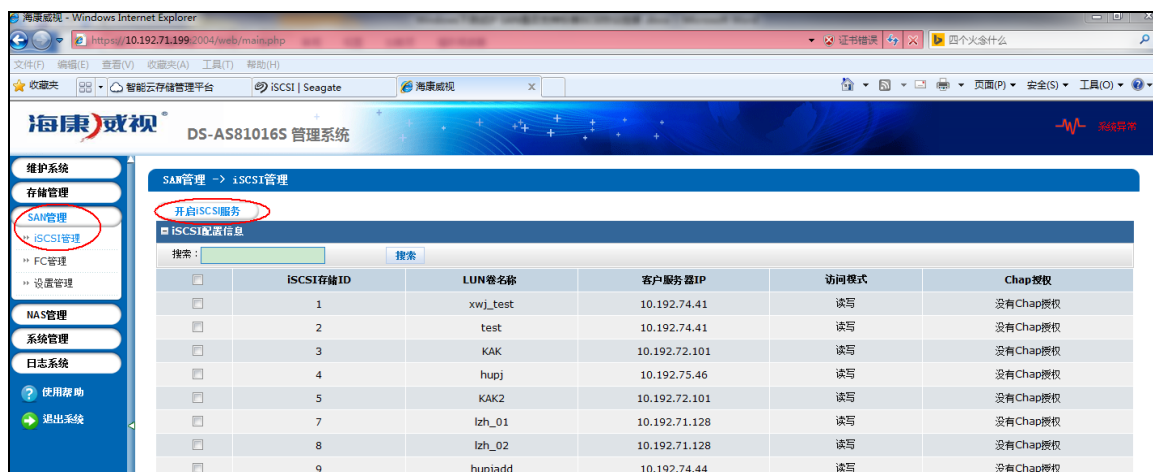 海康威视 - Windows Internet Explorer
https://10.192.71.199:2004/web/main.php
证书错误
四个火念什么
文件(F) 编辑(E) 查看(V) 收藏夹(A) 工具(T) 帮助(H)
收藏夹 智能云存储管理平台 iSCSI | Seagate 海康威视 x 页面(P) 安全(S) 工具(O)
海康威视 DS-AS81016S 管理系统 系统异常
维护系统
存储管理
SAN管理
iSCSI管理
FC管理
设置管理
NAS管理
系统管理
日志系统
使用帮助
退出系统
SAN管理 -> iSCSI管理
开启iSCSI服务
iSCSI配置信息
搜索： 搜索
iSCSI存储ID LUN卷名称 客户服务器IP 访问模式 Chap授权
1 xwj_test 10.192.74.41 读写 没有Chap授权
2 test 10.192.74.41 读写 没有Chap授权
3 KAK 10.192.72.101 读写 没有Chap授权
4 hupj 10.192.75.46 读写 没有Chap授权
5 KAK2 10.192.72.101 读写 没有Chap授权
7 lzh_01 10.192.71.128 读写 没有Chap授权
8 lzh_02 10.192.71.128 读写 没有Chap授权
9 hupjadd 10.192.74.44 读写 没有Chap授权